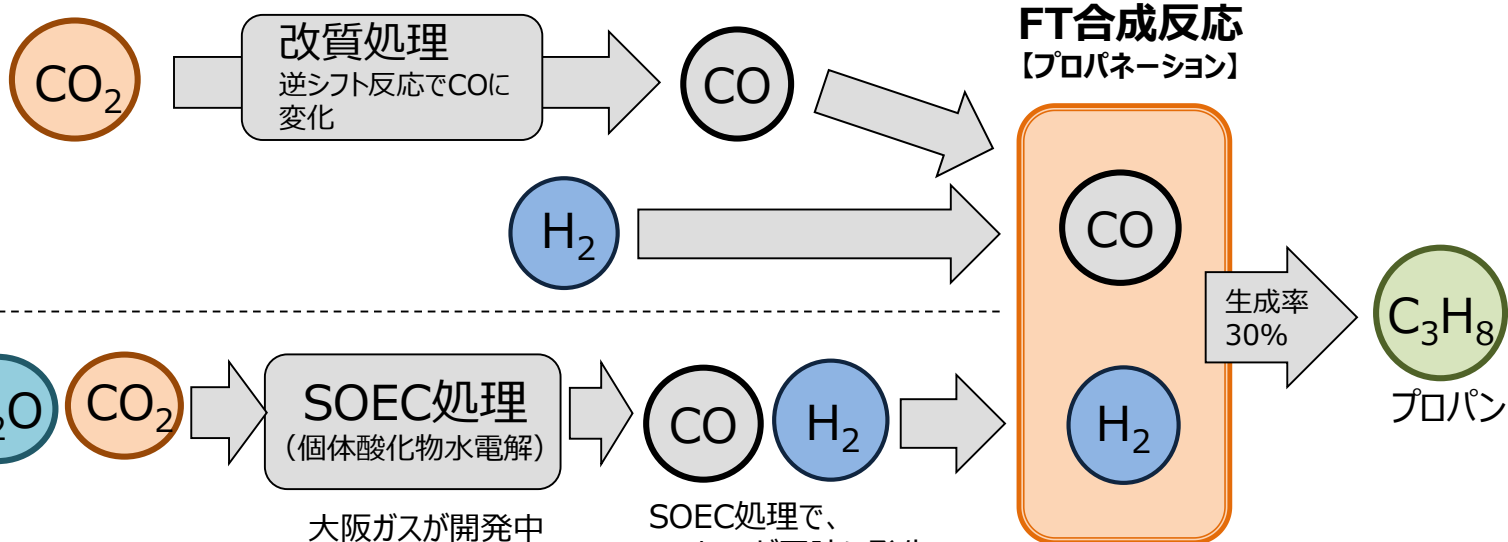 FT合成反応
【プロパネーション】
CO₂
改質処理
逆シフト反応でCOに
変化
CO
H₂
CO
生成率
30%
C₃H₈
プロパン
₂O
CO₂
SOEC処理
（個体酸化物水電解）
CO
H₂
H₂
大阪ガスが開発中
SOEC処理で、